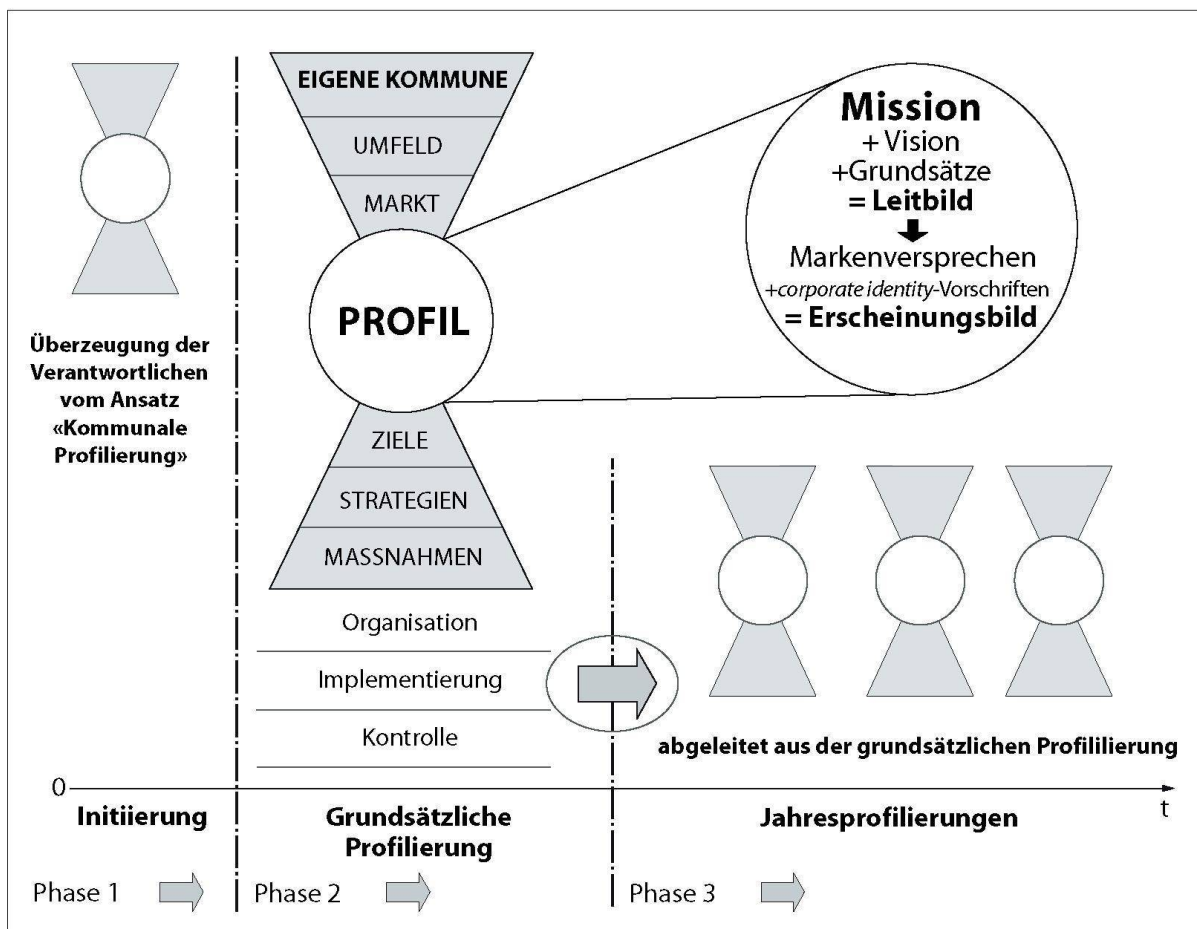 Überzeugung der
Verantwortlichen
vom Ansatz
«Kommunale
Profilierung»
EIGENE KOMMUNE
UMFELD
MARKT
PROFIL
ZIELE
STRATEGIEN
MASSNAHMEN
Organisation
Implementierung
Kontrolle
Mission
+ Vision
+Grundsätze
= Leitbild
Markenversprechen
+corporate identity-Vorschriften
= Erscheinungsbild
abgeleitet aus der grundsätzlichen Profililierung
0
t
Initiierung
Grundsätzliche
Profilierung
Jahresprofilierungen
Phase 1
Phase 2
Phase 3